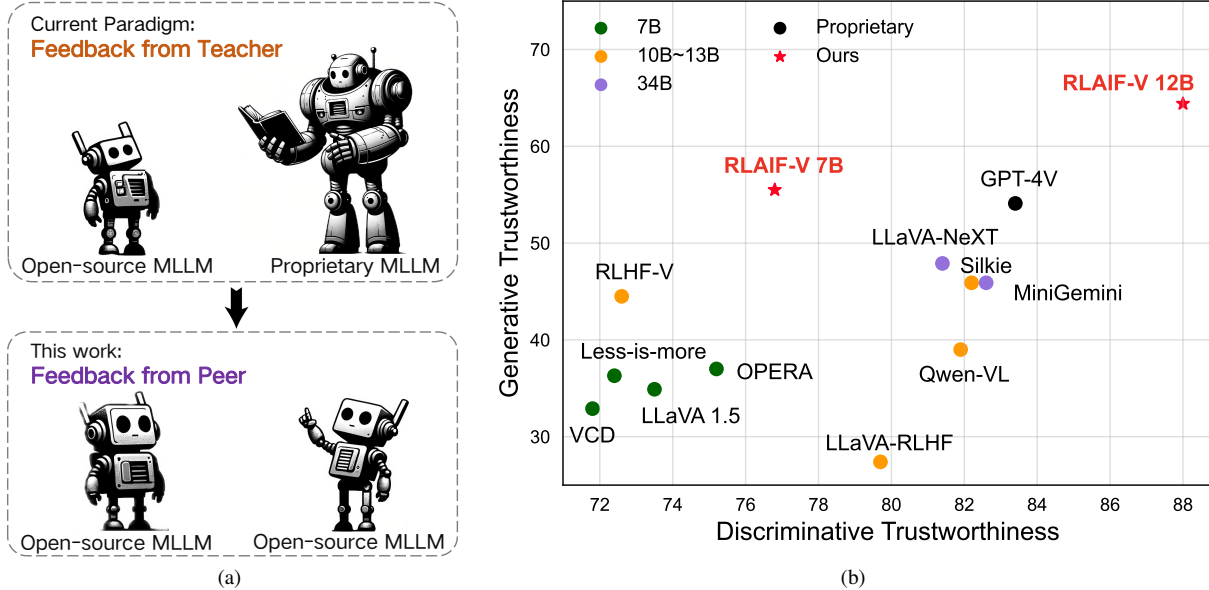 Current Paradigm:
Feedback from Teacher
Open-source MLLM
Proprietary MLLM
This work:
Feedback from Peer
Open-source MLLM
Open-source MLLM
(a)
Generative Trustworthiness
70
60
50
40
30
7B
10B~13B
34B
Proprietary
Ours
RLAIF-V 12B
RLAIF-V 7B
GPT-4V
LLaVA-NeXT
Silkie
MiniGemini
RLHF-V
Less-is-more
OPERA
Qwen-VL
LLaVA 1.5
VCD
LLaVA-RLHF
72
74
76
78
80
82
84
86
88
Discriminative Trustworthiness
(b)